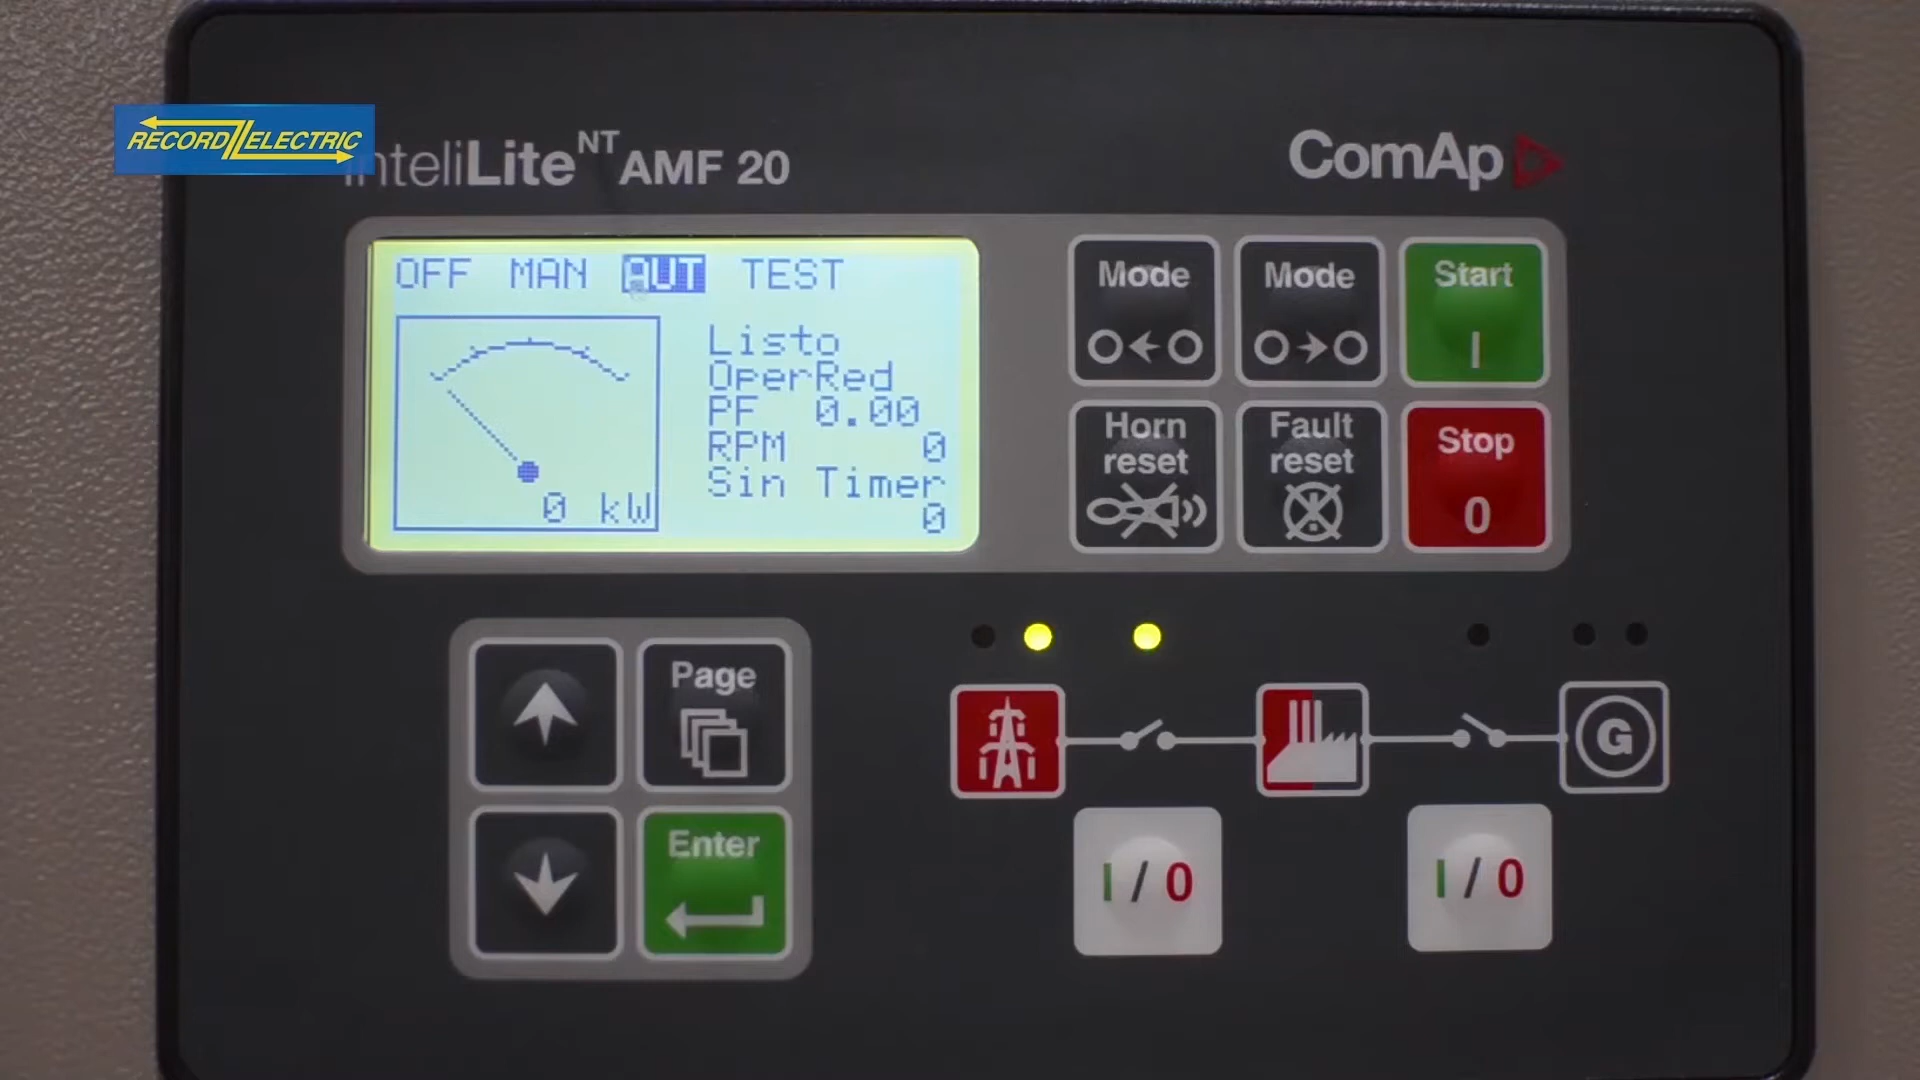 RECORD ELECTRIC
InteliLite NT AMF 20
ComAp
OFF MAN AUT TEST
Listo
OperRed
PF 0.00
RPM 0
Sin Timer
0
0 kW
Mode
Mode
Start
I
Horn
reset
Fault
reset
Stop
0
Page
Enter
G
I / 0
I / 0